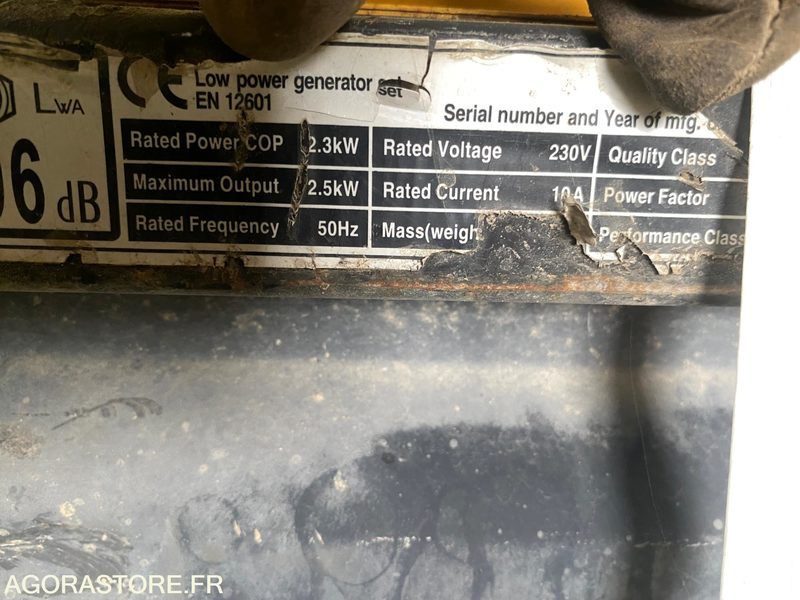 LWA
6 dB
CE
Low power generator set
EN 12601
Serial number and Year of mfg.
Rated Power COP 2.3kW
Rated Voltage 230V
Quality Class
Maximum Output 2.5kW
Rated Current 10A
Power Factor
Rated Frequency 50Hz
Mass(weigh
Performance Class
AGORASTORE.FR